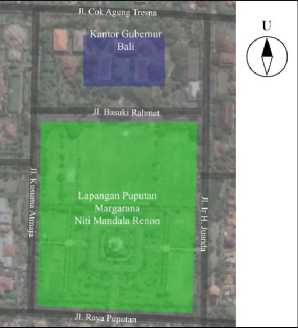 Jl. Cok Agung Tresna
Kantor Gubernur
Bali
U
Jl. Basuki Rahmat
Jl. Kusuma Atmaja
Lapangan Puputan
Margarana
Niti Mandala Renon
Jl. Ir H. Juanda
Jl. Raya Puputan